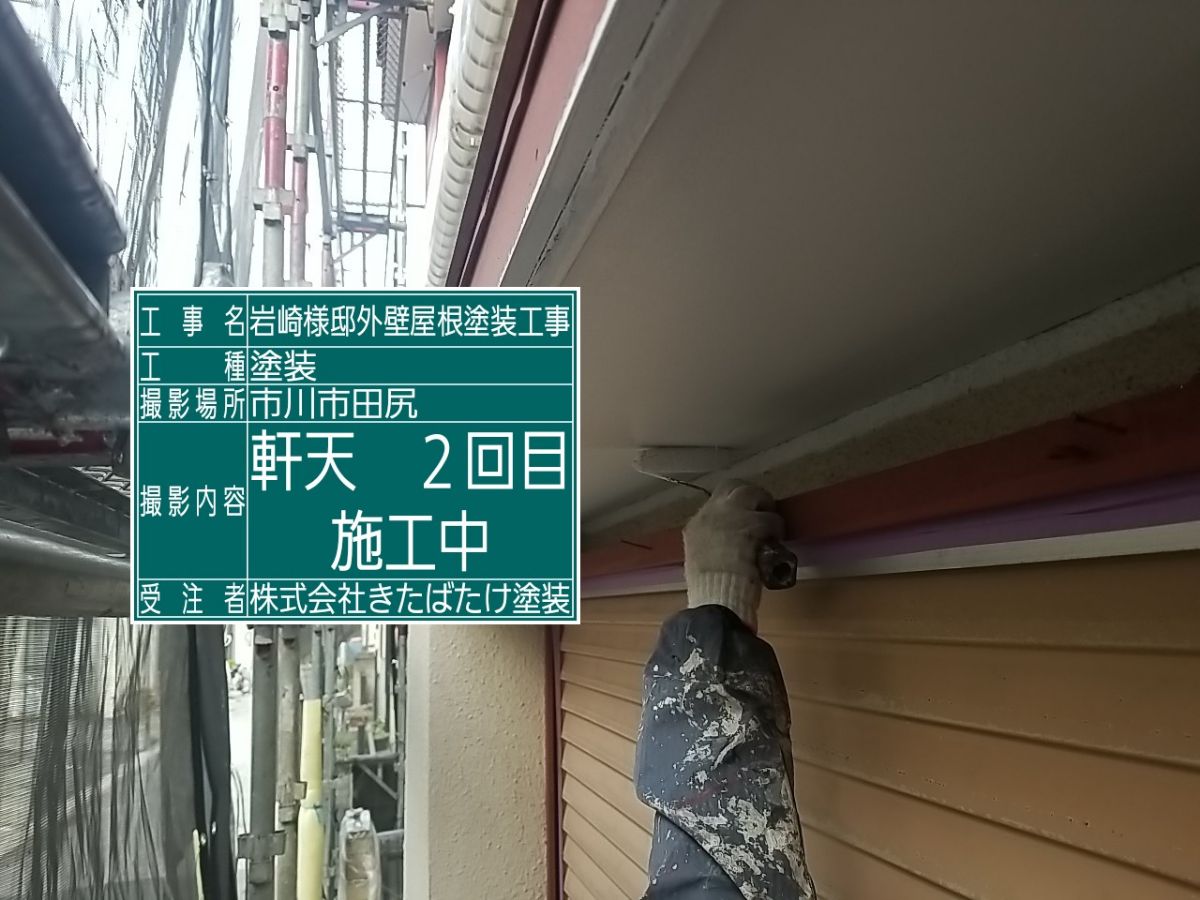 工事名 岩崎様邸外壁屋根塗装工事
工種 塗装
撮影場所 市川市田尻
撮影内容 軒天　２回目
施工中
受注者 株式会社きたばたけ塗装